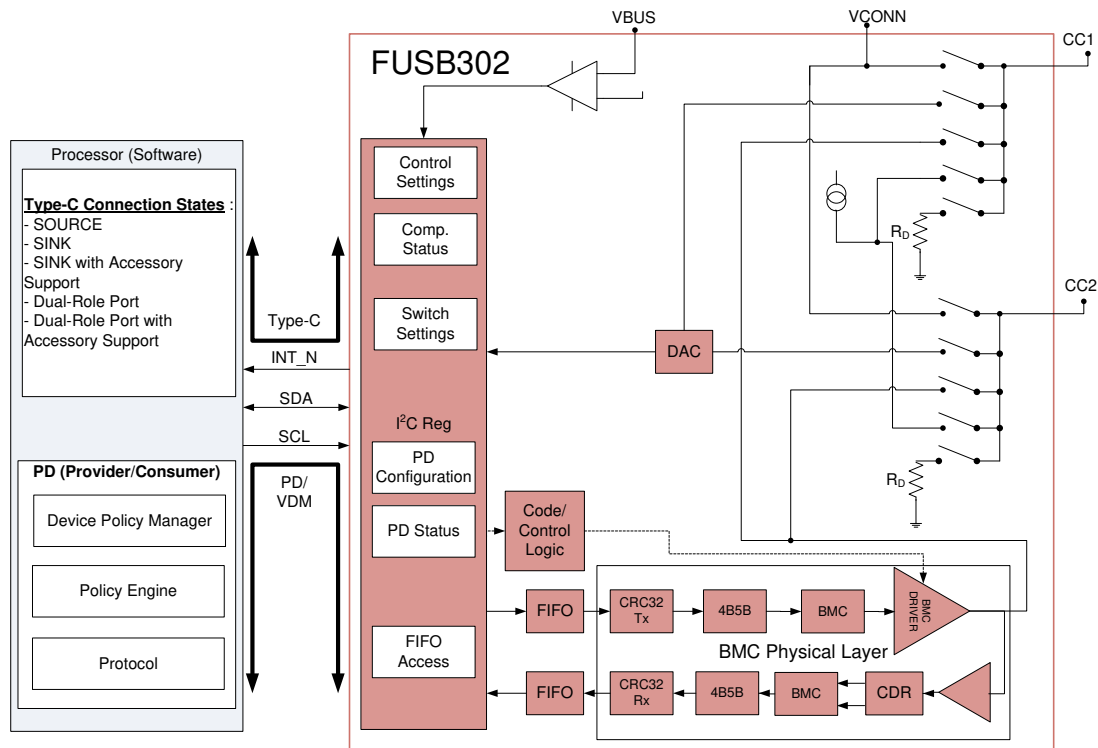 VBUS
VCONN
CC1
FUSB302
Processor (Software)
Type-C Connection States :
- SOURCE
- SINK
- SINK with Accessory
Support
- Dual-Role Port
- Dual-Role Port with
Accessory Support
Type-C
INT_N
SDA
SCL
PD (Provider/Consumer)
Device Policy Manager
Policy Engine
Protocol
PD/
VDM
Control
Settings
Comp.
Status
Switch
Settings
I²C Reg
PD
Configuration
PD Status
FIFO
Access
Code/
Control
Logic
DAC
RD
CC2
RD
FIFO
CRC32
Tx
4B5B
BMC
BMC
DRIVER
BMC Physical Layer
FIFO
CRC32
Rx
4B5B
BMC
CDR